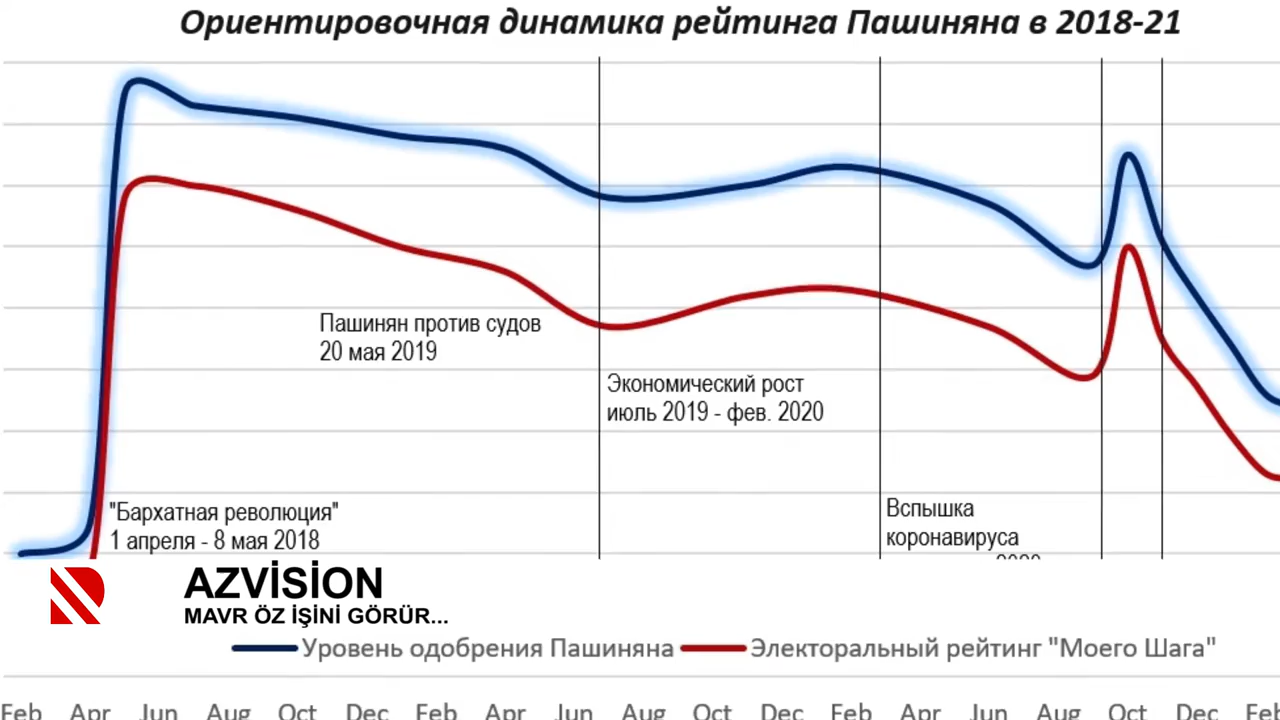 Ориентировочная динамика рейтинга Пашиняна в 2018-21
Пашинян против судов
20 мая 2019
Экономический рост
июль 2019 - фев. 2020
Вспышка
коронавируса
"Бархатная революция"
1 апреля - 8 мая 2018
AZVİSİON
MAVR ÖZ İŞİNİ GÖRÜR...
Уровень одобрения Пашиняна Электоральный рейтинг "Моего Шага"
Feb Apr Jun Aug Oct Dec Feb Apr Jun Aug Oct Dec Feb Apr Jun Aug Oct Dec Feb